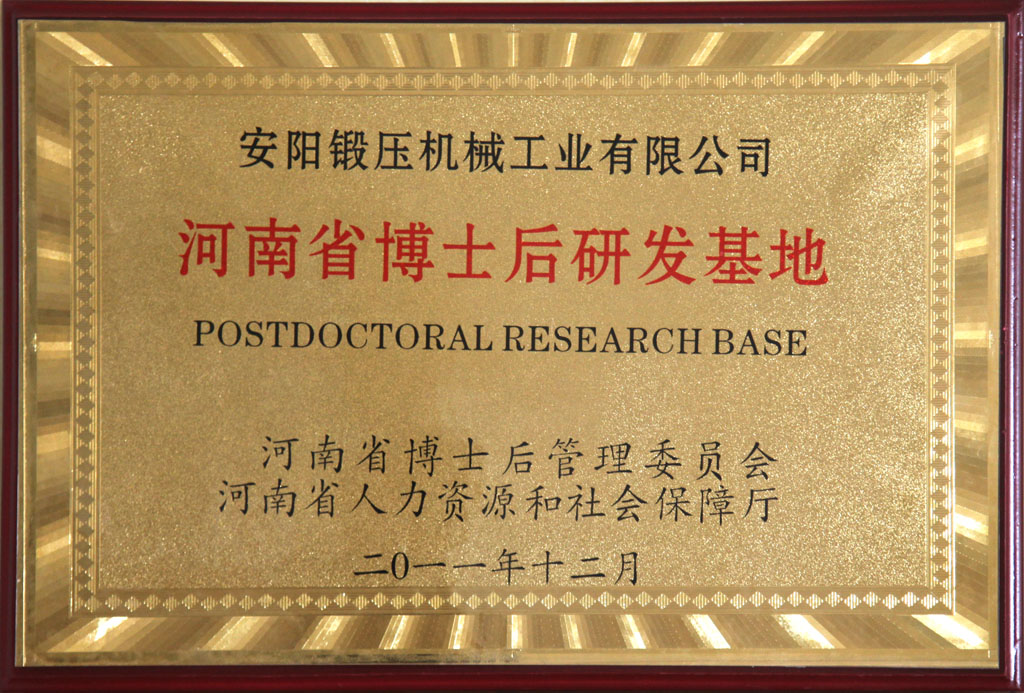 安阳锻压机械工业有限公司
河南省博士后研发基地
POSTDOCTORAL RESEARCH BASE
河南省博士后管理委员会
河南省人力资源和社会保障厅
二0一一年十二月